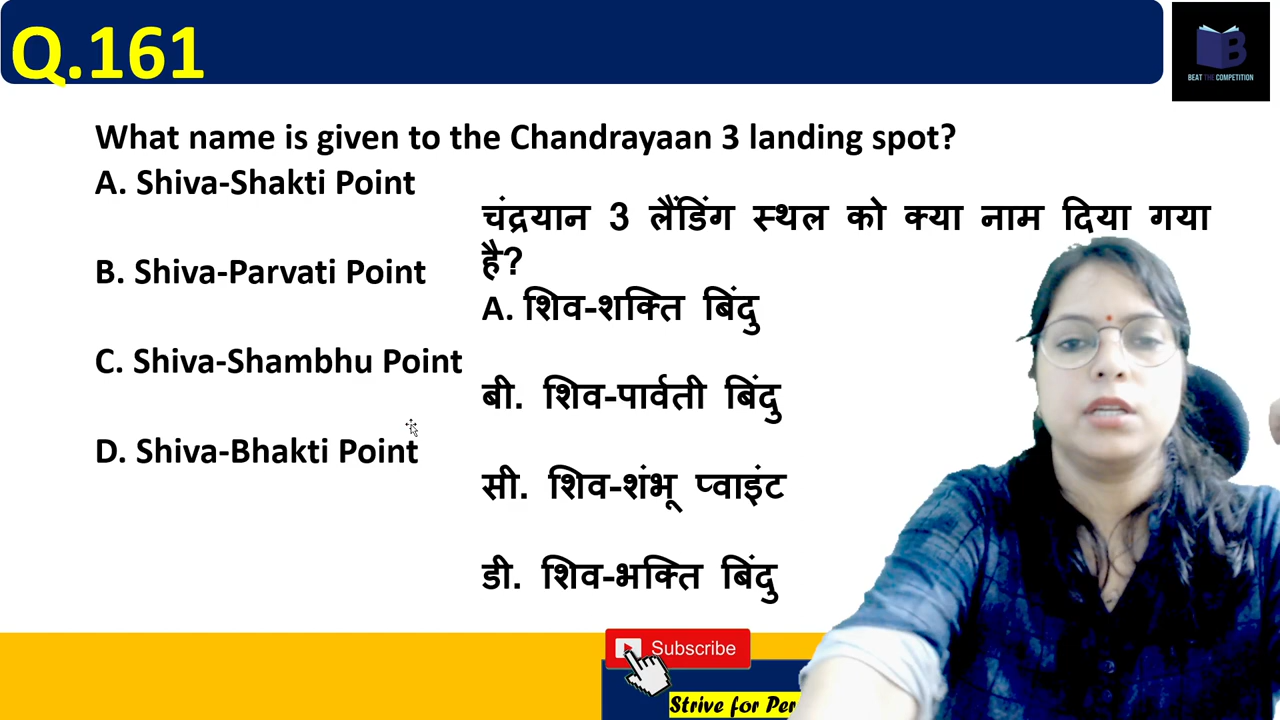 Q.161
BEAT THE COMPETITION
What name is given to the Chandrayaan 3 landing spot?
A. Shiva-Shakti Point
B. Shiva-Parvati Point
C. Shiva-Shambhu Point
D. Shiva-Bhakti Point
चंद्रयान 3 लैंडिंग स्थल को क्या नाम दिया गया
है?
A. शिव-शक्ति बिंदु
बी. शिव-पार्वती बिंदु
सी. शिव-शंभू प्वाइंट
डी. शिव-भक्ति बिंदु
Subscribe
Strive for